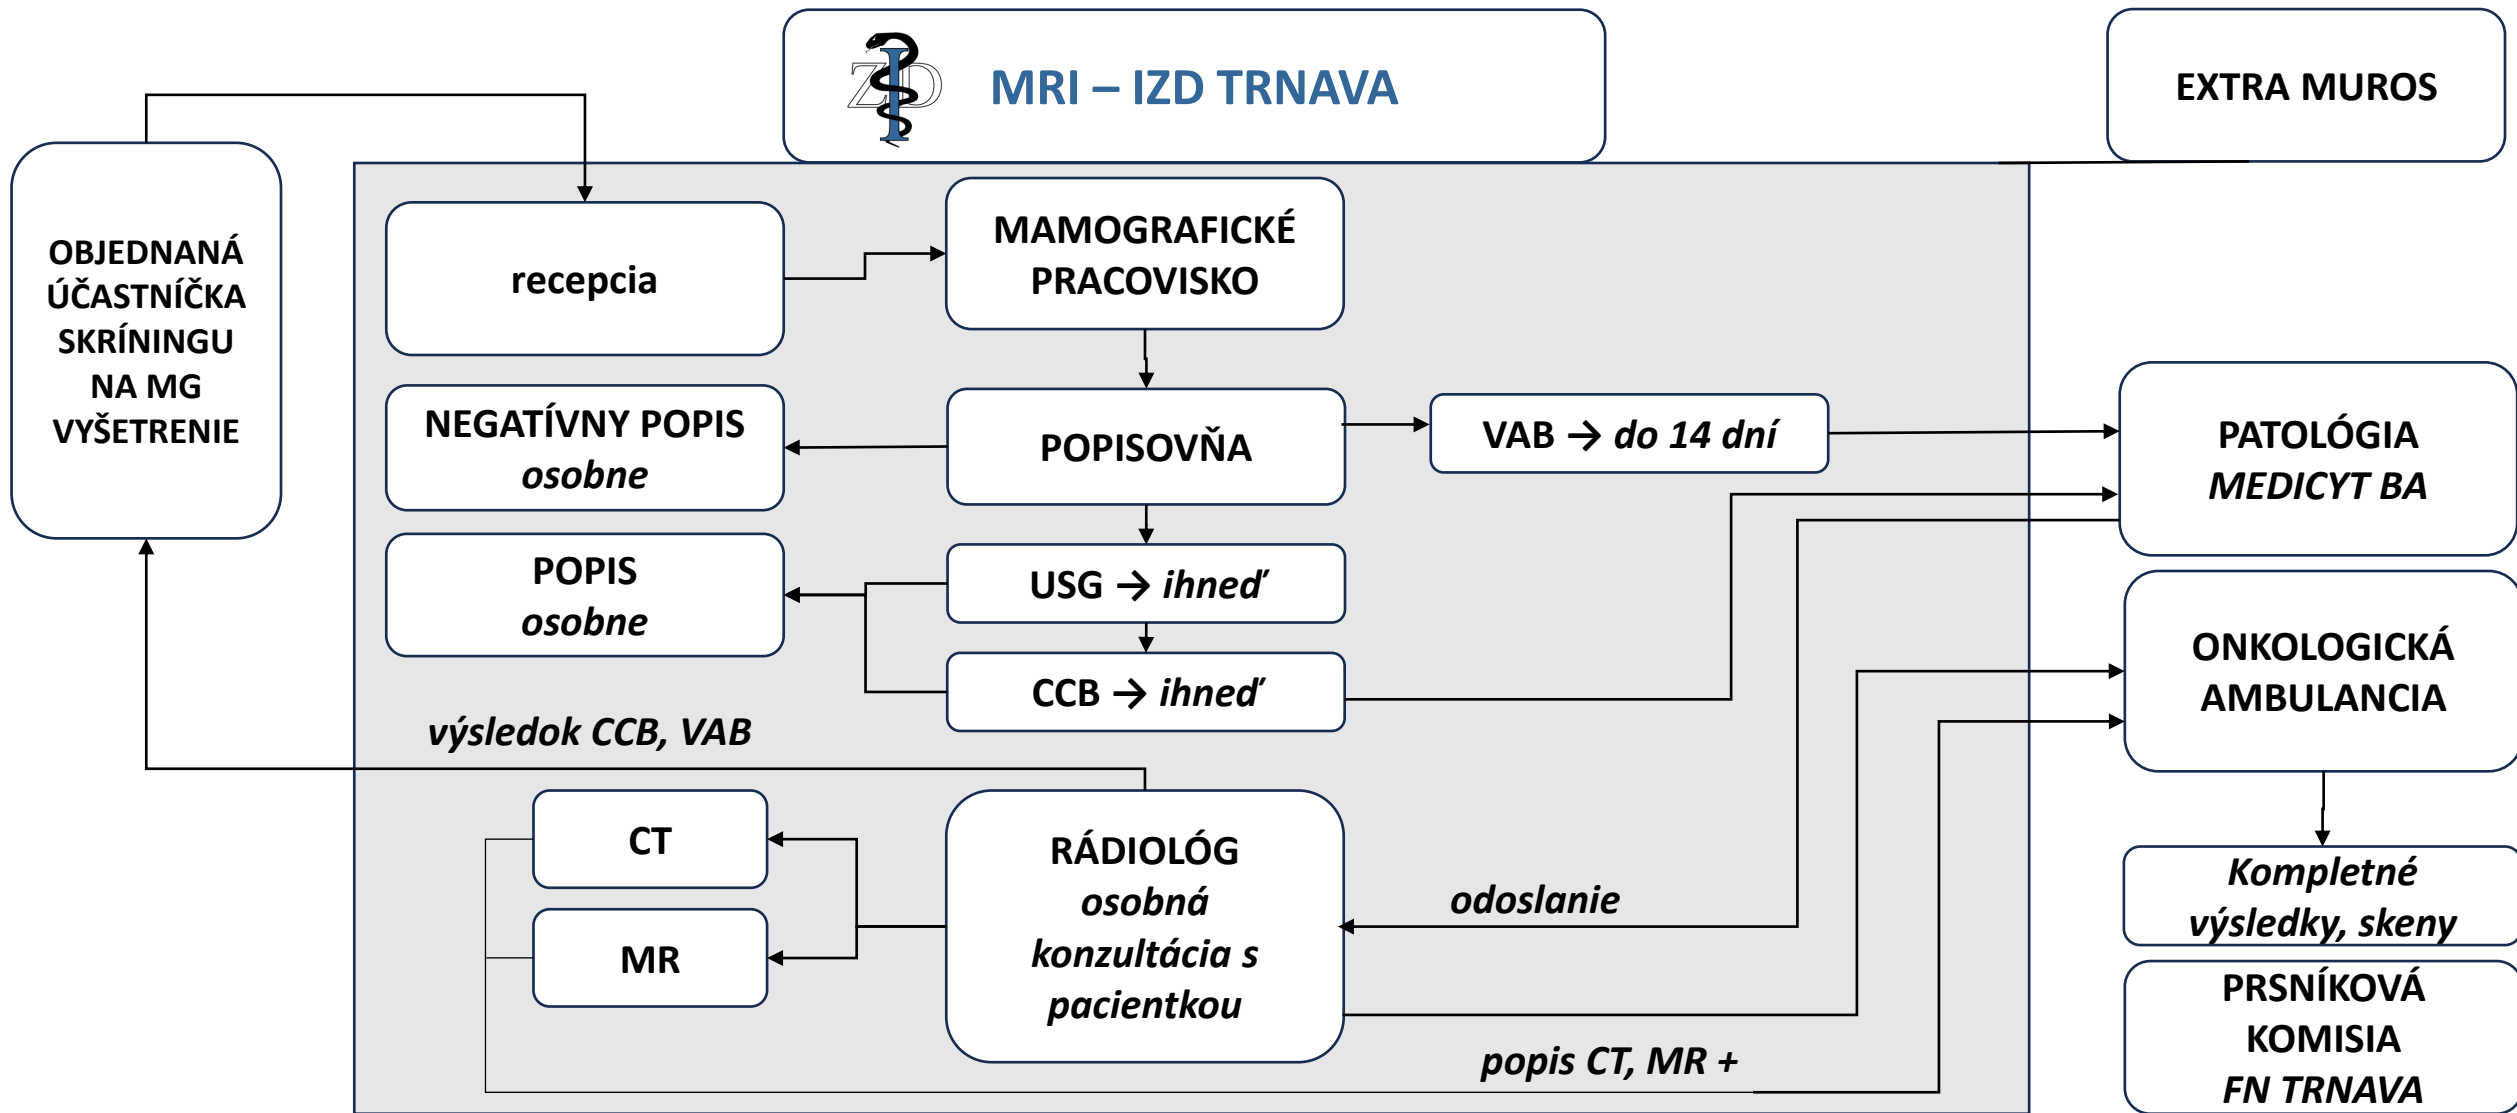 ZID
MRI – IZD TRNAVA
EXTRA MUROS
OBJEDNANÁ
ÚČASTNÍČKA
SKRÍNINGU
NA MG
VYŠETRENIE
recepcia
MAMOGRAFICKÉ
PRACOVISKO
NEGATÍVNY POPIS
osobne
POPISOVŇA
VAB → do 14 dní
PATOLÓGIA
MEDICYT BA
POPIS
osobne
USG → ihneď
CCB → ihneď
ONKOLOGICKÁ
AMBULANCIA
výsledok CCB, VAB
CT
MR
RÁDIOLÓG
osobná
konzultácia s
pacientkou
odoslanie
popis CT, MR +
Kompletné
výsledky, skeny
PRSNÍKOVÁ
KOMISIA
FN TRNAVA